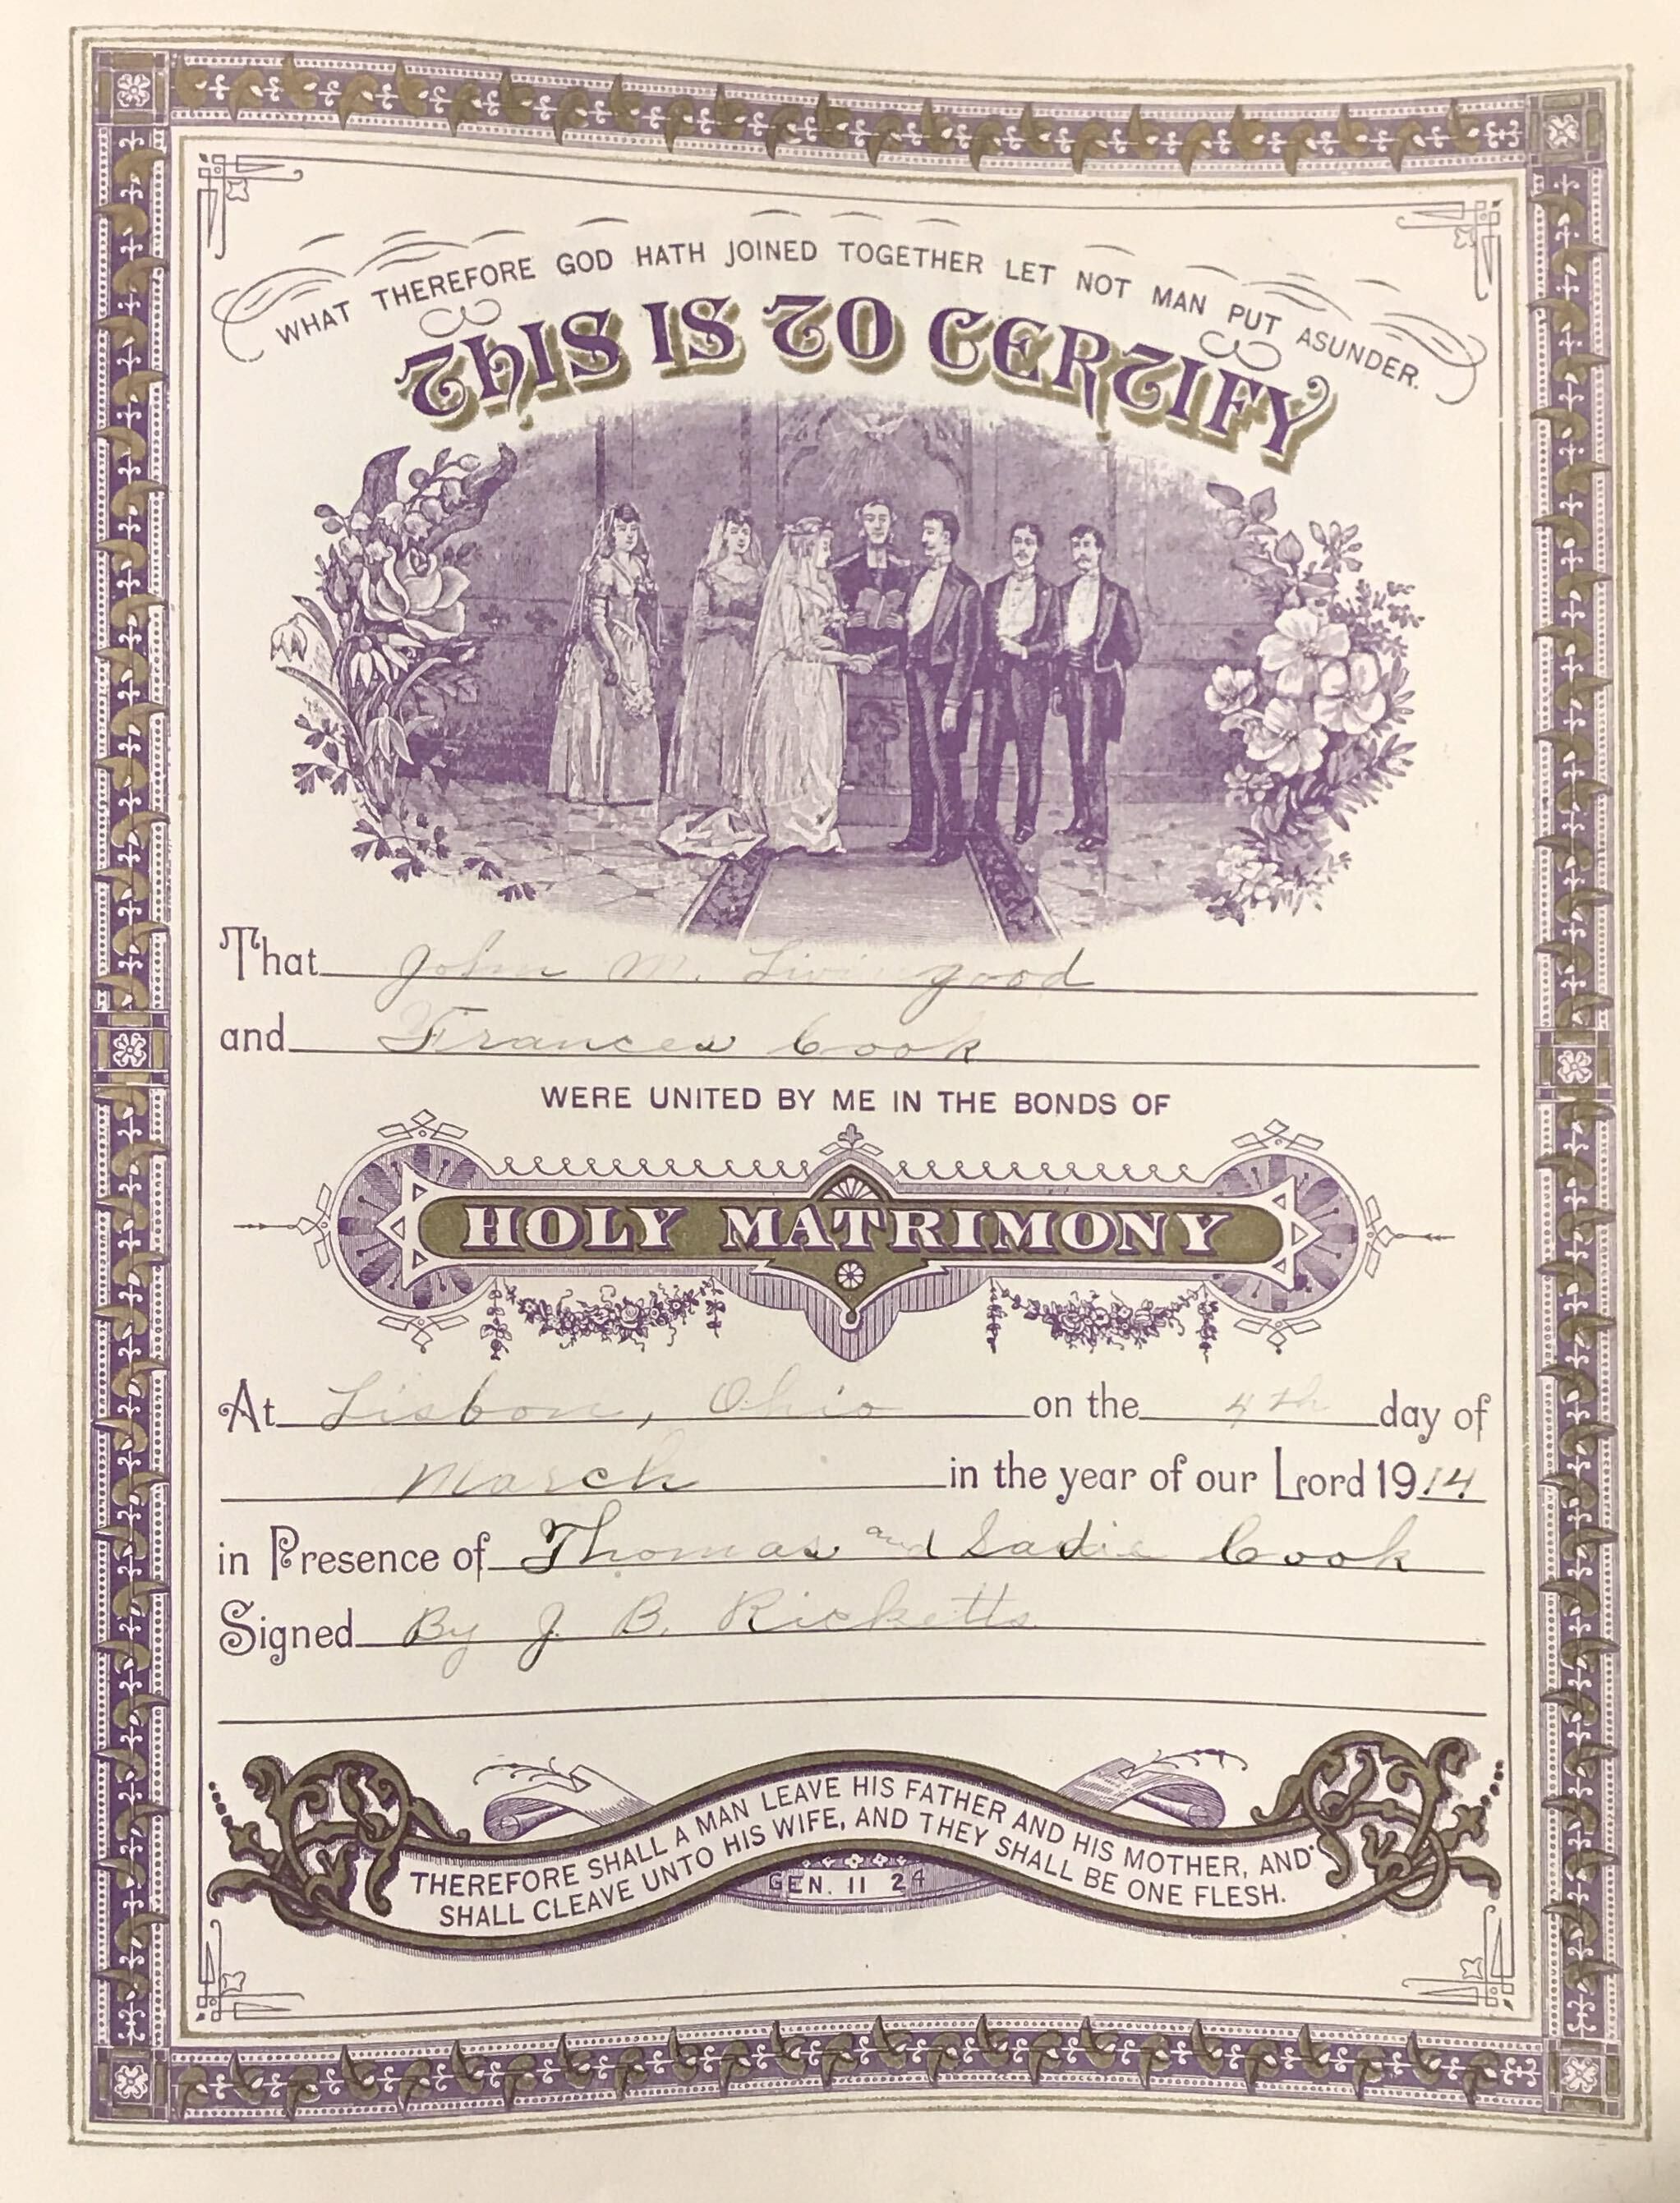 WHAT THEREFORE GOD HATH JOINED TOGETHER LET NOT MAN PUT ASUNDER.
THIS IS TO CERTIFY
That John M. Livingood
and Frances Cook
WERE UNITED BY ME IN THE BONDS OF
HOLY MATRIMONY
At Lisbon, Ohio on the 4th day of
March in the year of our Lord 1914
in Presence of Thomas and Sadie Cook
Signed By J. B. Ricketts
THEREFORE SHALL A MAN LEAVE HIS FATHER AND HIS MOTHER, AND
SHALL CLEAVE UNTO HIS WIFE, AND THEY SHALL BE ONE FLESH.
GEN. II 24